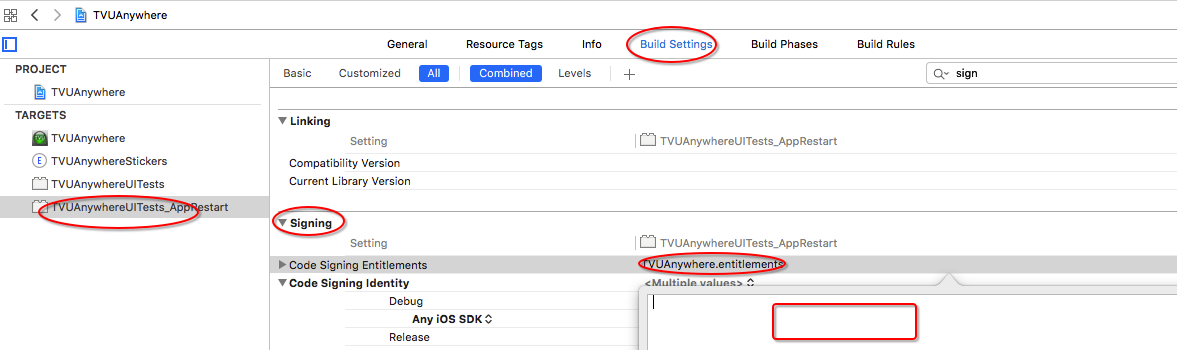 TVUAnywhere
General Resource Tags Info Build Settings Build Phases Build Rules
PROJECT
TVUAnywhere
TARGETS
TVUAnywhere
E TVUAnywhereStickers
TVUAnywhereUITests
TVUAnywhereUITests_AppRestart
Basic Customized All Combined Levels + sign
Linking
Setting TVUAnywhereUITests_AppRestart
Compatibility Version
Current Library Version
Signing
Setting TVUAnywhereUITests_AppRestart
Code Signing Entitlements TVUAnywhere.entitlements
Code Signing Identity <Multiple values>
Debug
Any iOS SDK
Release